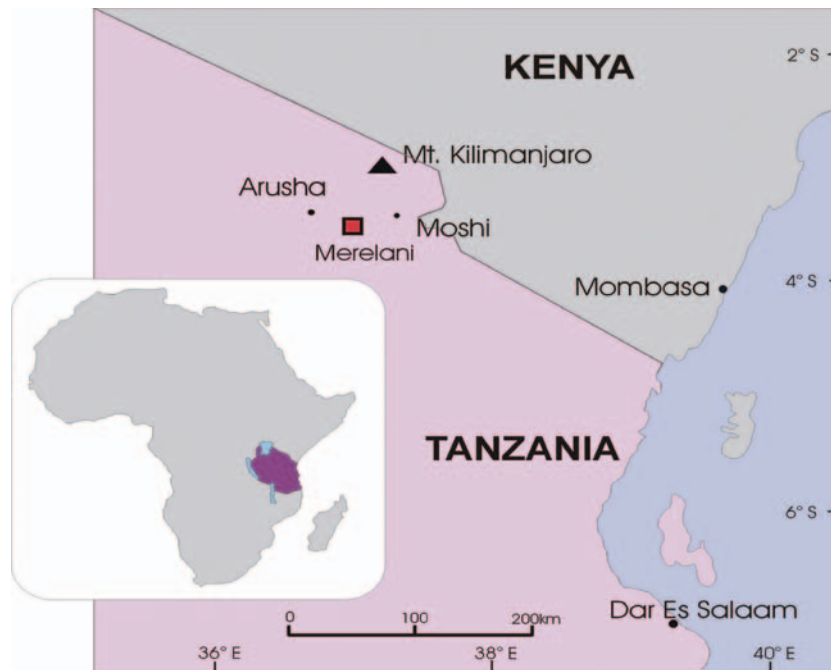 2° S
KENYA
Mt. Kilimanjaro
Arusha
Moshi
Merelani
Mombasa
4° S
TANZANIA
6° S
Dar Es Salaam
0 100 200km
36° E 38° E 40° E